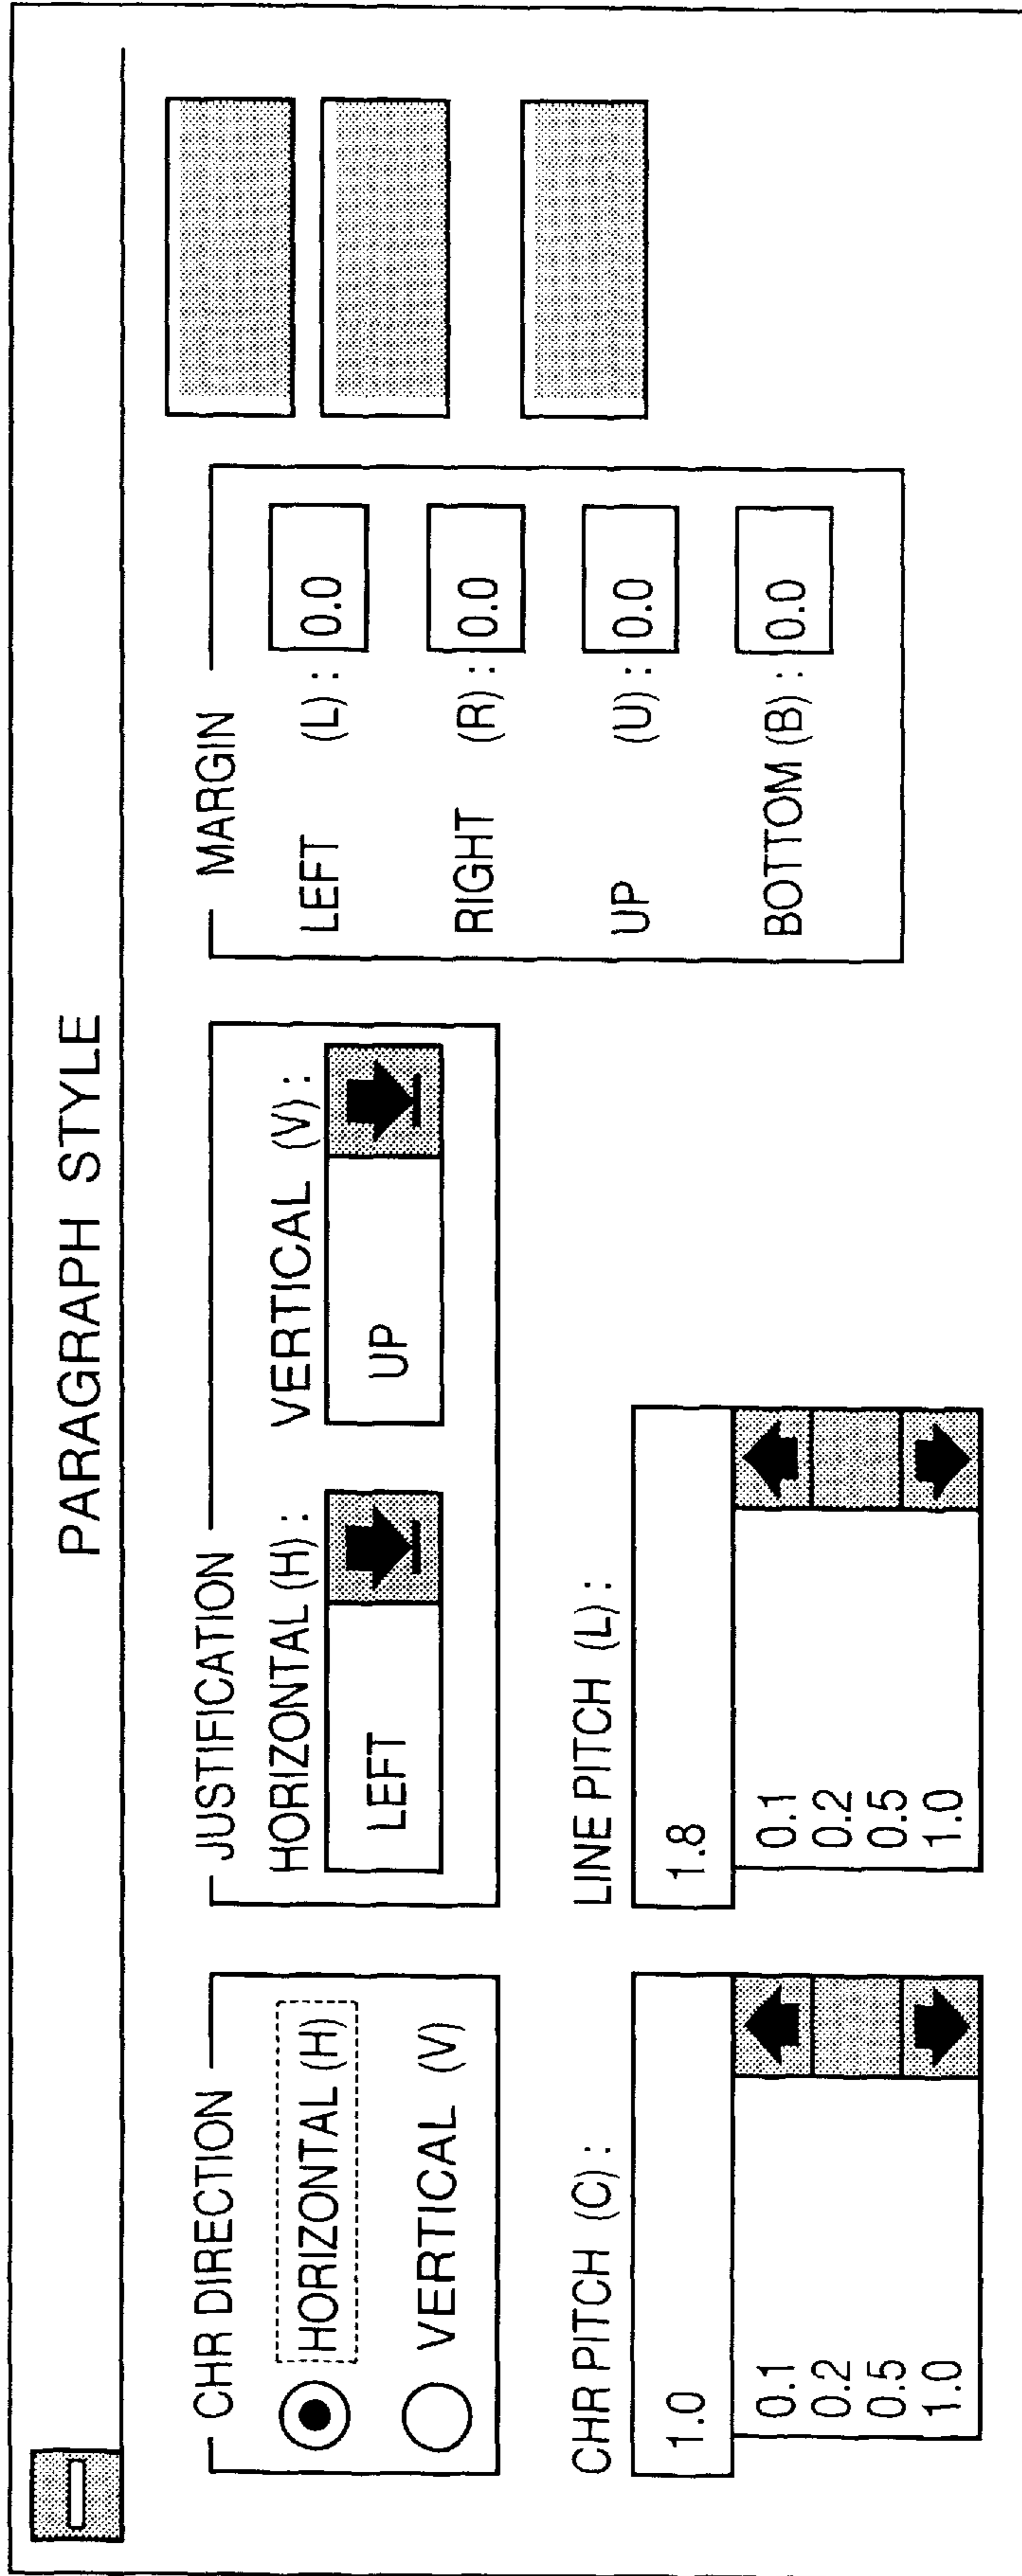 PARAGRAPH STYLE
CHR DIRECTION
HORIZONTAL (H)
VERTICAL (V)
JUSTIFICATION
HORIZONTAL (H) :
LEFT
VERTICAL (V) :
UP
MARGIN
LEFT (L) : 0.0
RIGHT (R) : 0.0
UP (U) : 0.0
BOTTOM (B) : 0.0
CHR PITCH (C) :
1.0
0.1
0.2
0.5
1.0
LINE PITCH (L) :
1.8
0.1
0.2
0.5
1.0